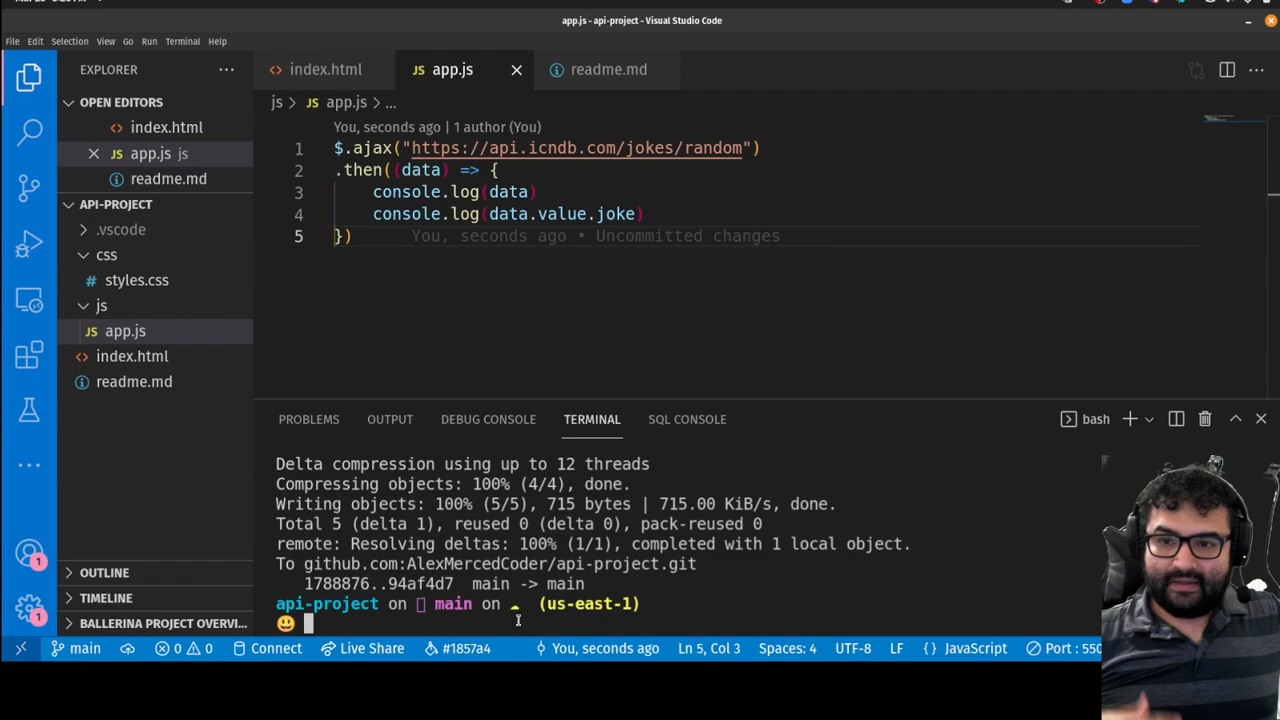 app.js - api-project - Visual Studio Code
File Edit Selection View Go Run Terminal Help
EXPLORER
index.html
app.js
readme.md
OPEN EDITORS
index.html
app.js js
readme.md
API-PROJECT
.vscode
css
# styles.css
js
JS app.js
index.html
readme.md
OUTLINE
TIMELINE
BALLERINA PROJECT OVERVI...
js > JS app.js > ...
You, seconds ago | 1 author (You)
1 $.ajax("https://api.icndb.com/jokes/random")
2 .then((data) => {
3 console.log(data)
4 console.log(data.value.joke)
5 }) You, seconds ago • Uncommitted changes
PROBLEMS OUTPUT DEBUG CONSOLE TERMINAL SQL CONSOLE
bash
Delta compression using up to 12 threads
Compressing objects: 100% (4/4), done.
Writing objects: 100% (5/5), 715 bytes | 715.00 KiB/s, done.
Total 5 (delta 1), reused 0 (delta 0), pack-reused 0
remote: Resolving deltas: 100% (1/1), completed with 1 local object.
To github.com:AlexMercedCoder/api-project.git
1788876..94af4d7 main -> main
api-project on main on (us-east-1)
1
1
main 0 0 Connect Live Share #1857a4 You, seconds ago Ln 5, Col 3 Spaces: 4 UTF-8 LF {} JavaScript Port : 550